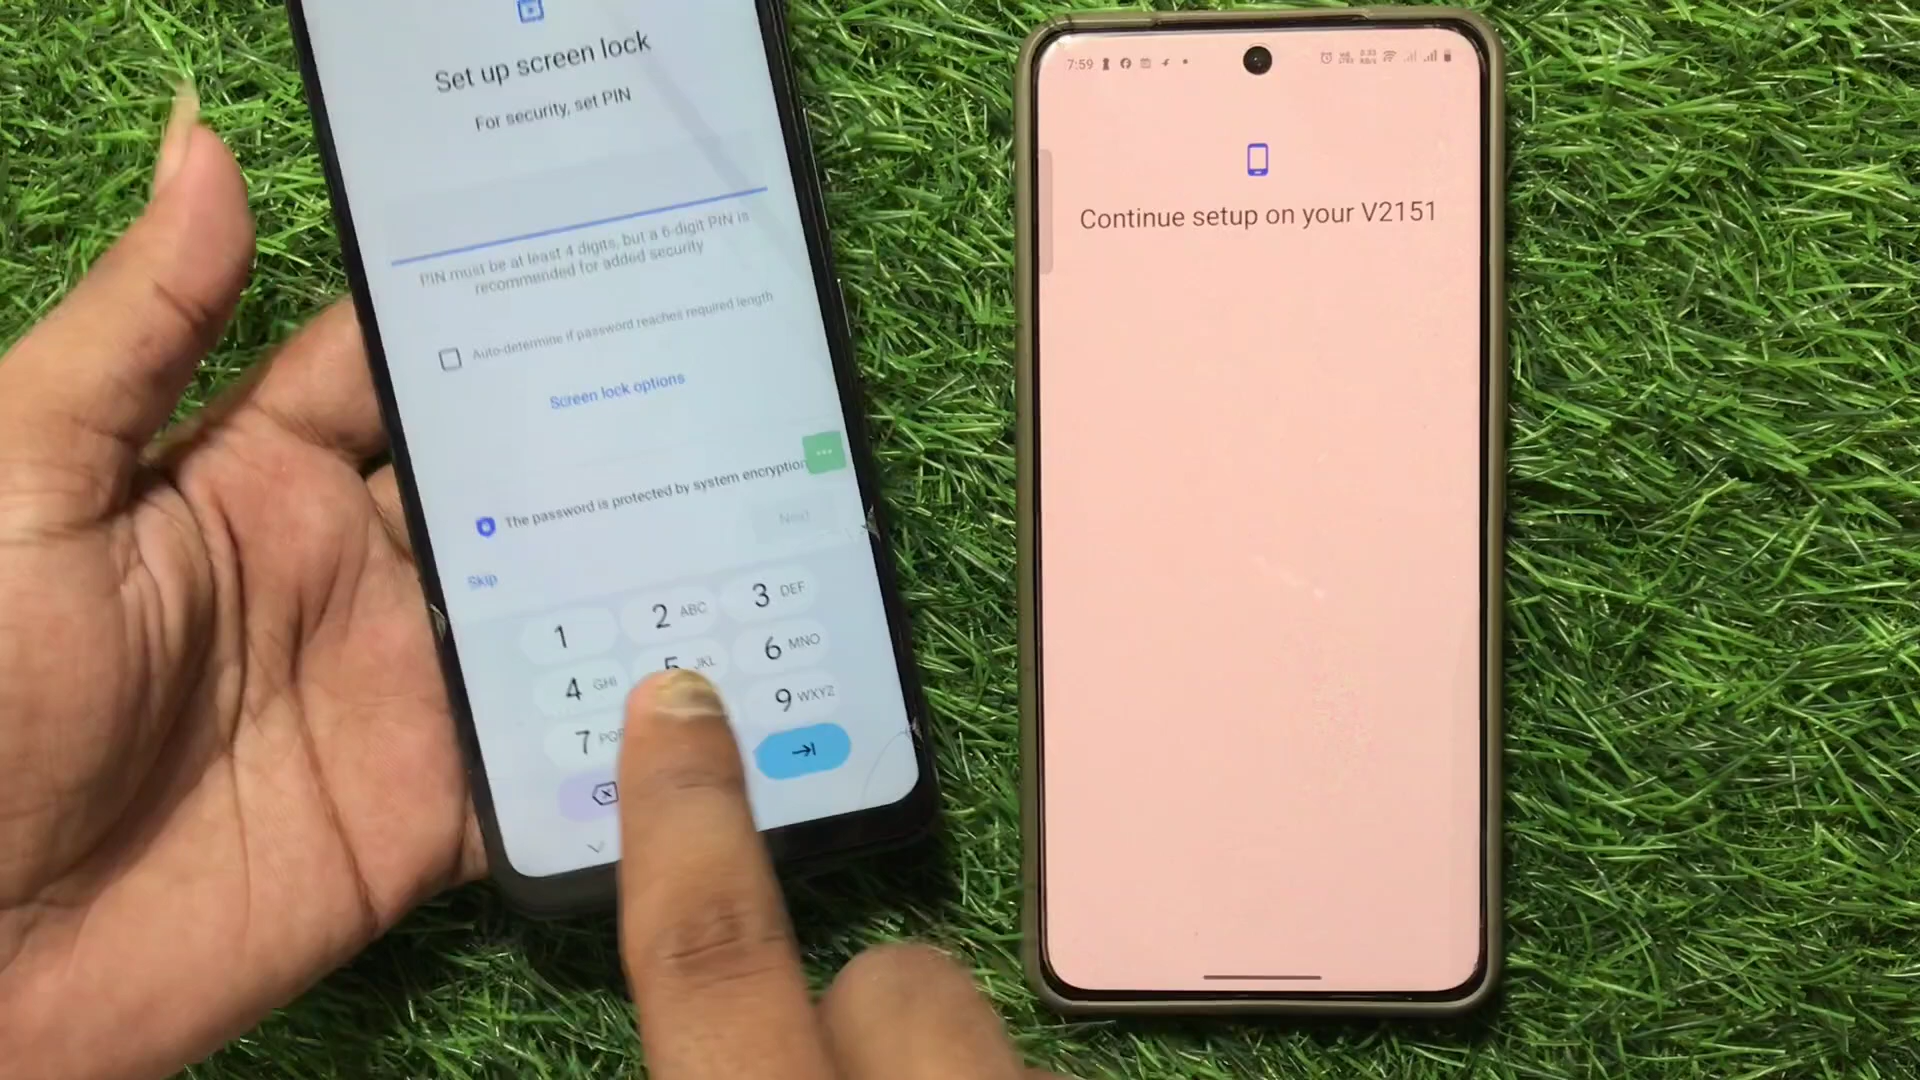 Set up screen lock
For security, set PIN
PIN must be at least 4 digits, but a 6-digit PIN is
recommended for added security
Auto-determine if password reaches required length
Screen lock options
The password is protected by system encryption
Next
Skip
1
2 ABC
3 DEF
4 GHI
5 JKL
6 MNO
7
9 WXYZ
7:59
Continue setup on your V2151